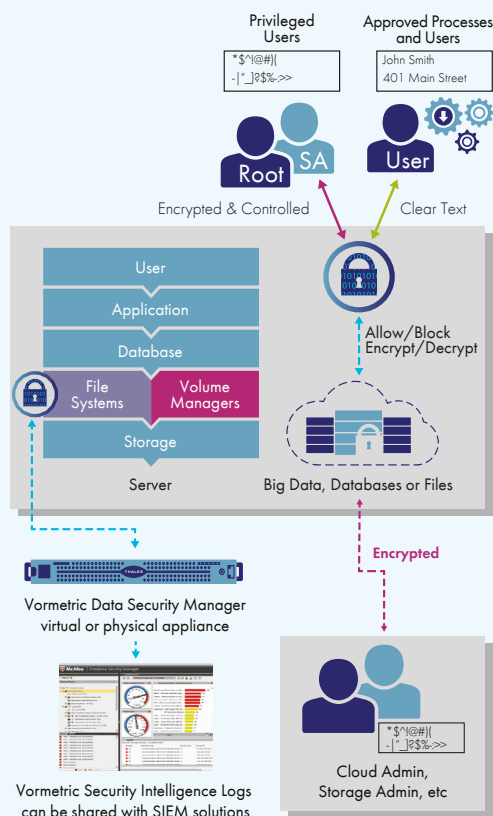 Privileged
Users
*$^!@#)(
-|"_}?$%-:>>
Approved Processes
and Users
John Smith
401 Main Street
Root
SA
User
Encrypted & Controlled
Clear Text
User
Application
Database
File
Systems
Volume
Managers
Storage
Server
Allow/Block
Encrypt/Decrypt
Big Data, Databases or Files
Encrypted
THALES
Vormetric Data Security Manager
virtual or physical appliance
McAfee Enterprise Security Manager
Vormetric Security Intelligence Logs
can be shared with SIEM solutions
*$^!@#)(
-|"_}?$%-:>>
Cloud Admin,
Storage Admin, etc